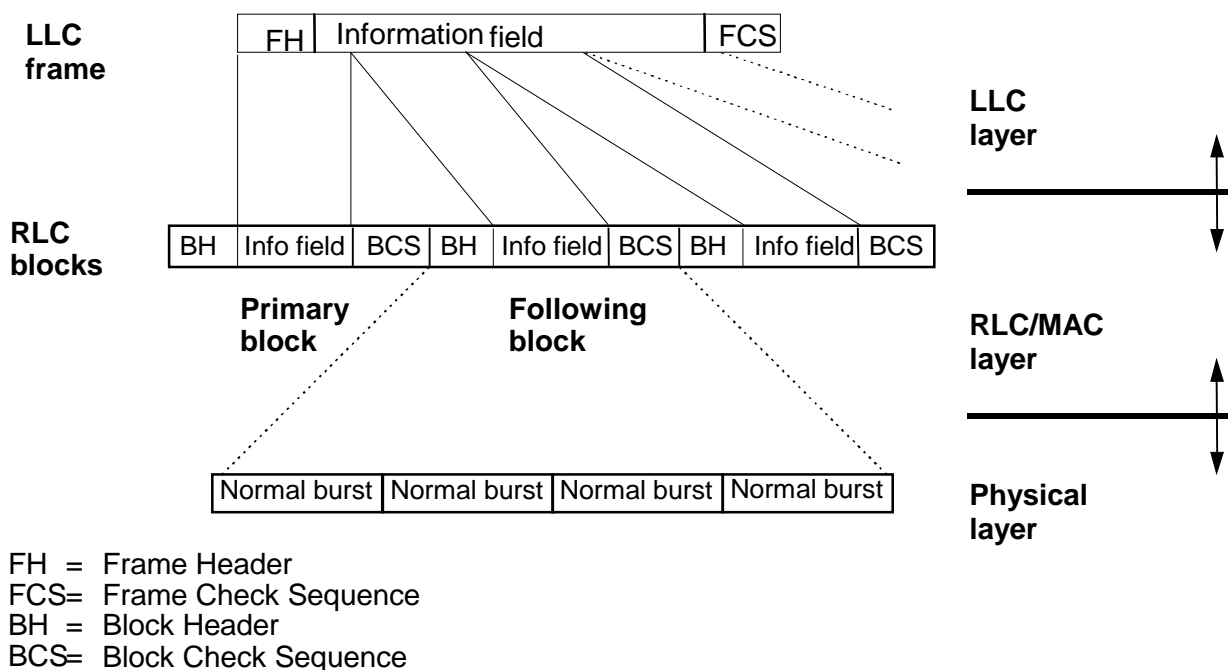 LLC
frame
FH Information field FCS
LLC
layer
RLC
blocks
BH Info field BCS BH Info field BCS BH Info field BCS
Primary
block
Following
block
RLC/MAC
layer
Normal burst Normal burst Normal burst Normal burst
Physical
layer
FH = Frame Header
FCS= Frame Check Sequence
BH = Block Header
BCS= Block Check Sequence